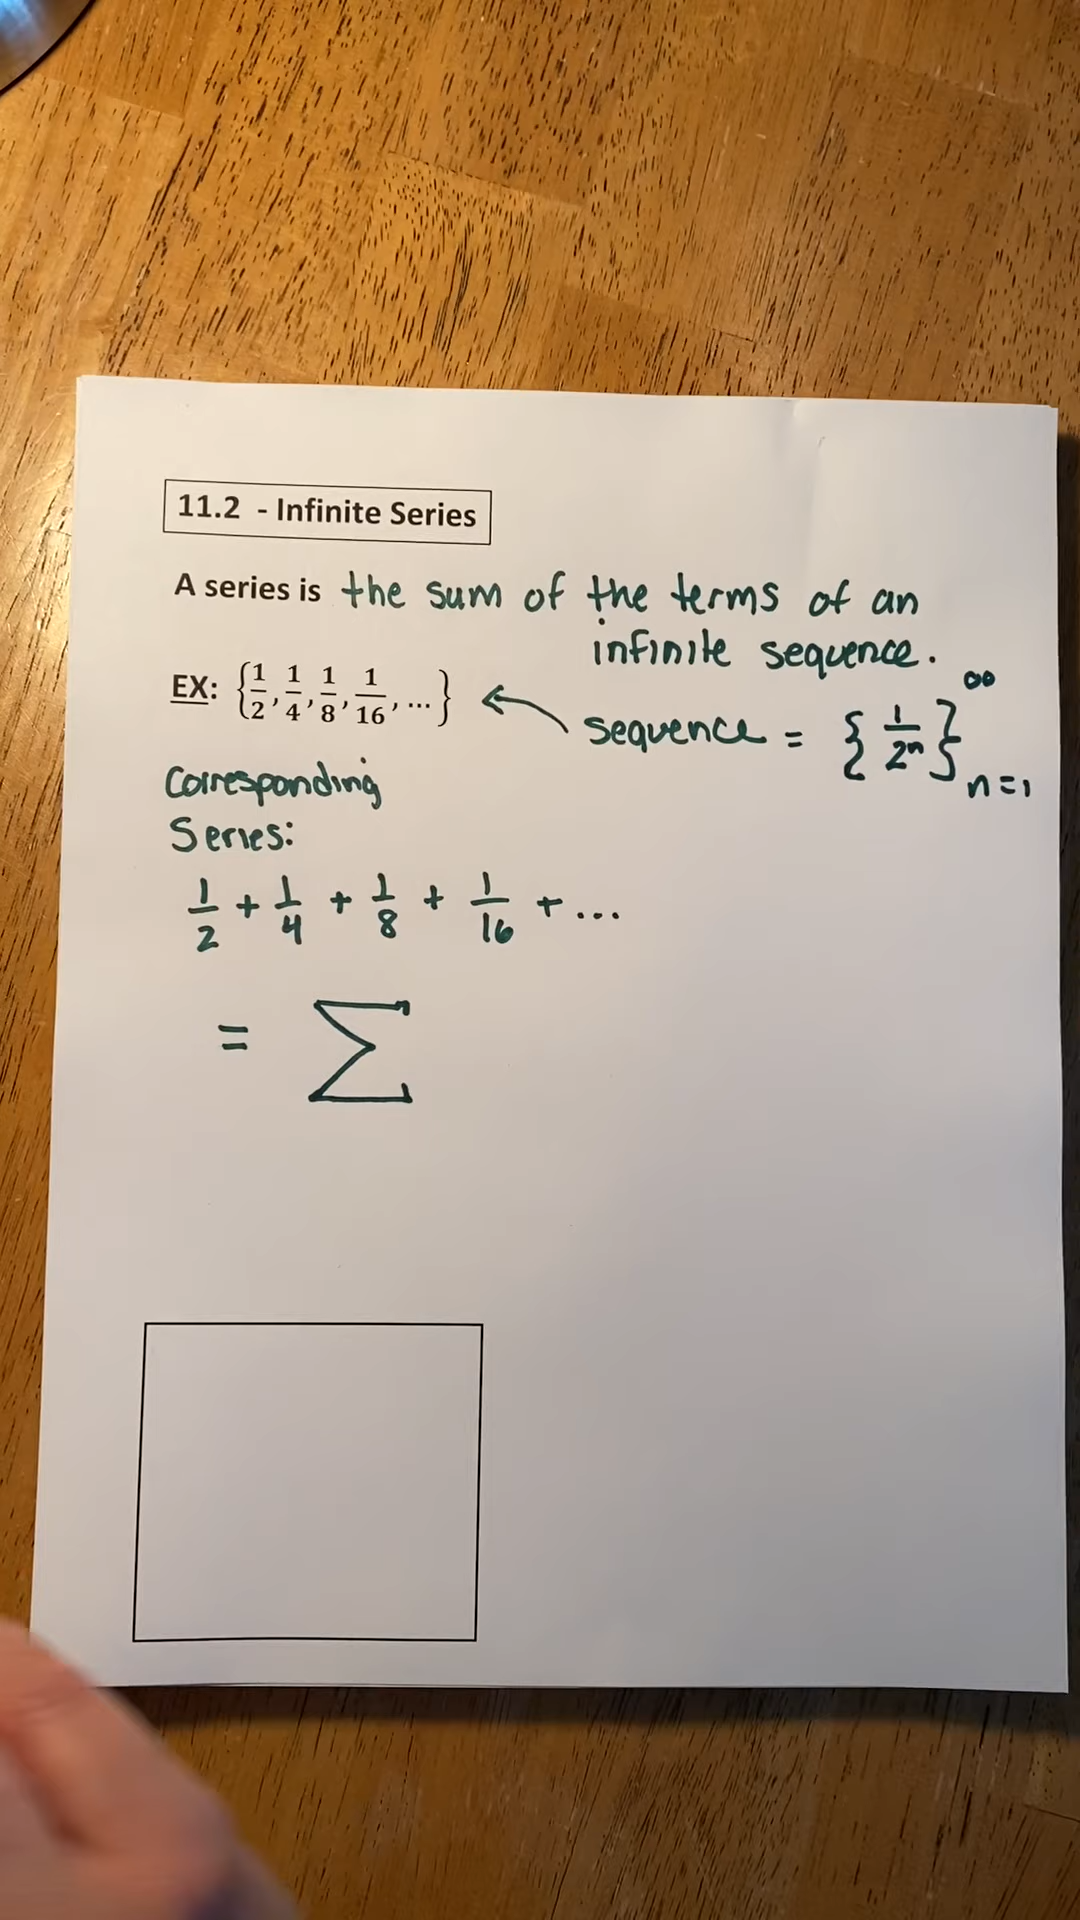 11.2 - Infinite Series
A series is the sum of the terms of an
infinite sequence.
EX: {1/2, 1/4, 1/8, 1/16, ...} ← sequence = {1/2ⁿ}^∞_{n=1}
Corresponding
Series:
1/2 + 1/4 + 1/8 + 1/16 + ...
= Σ